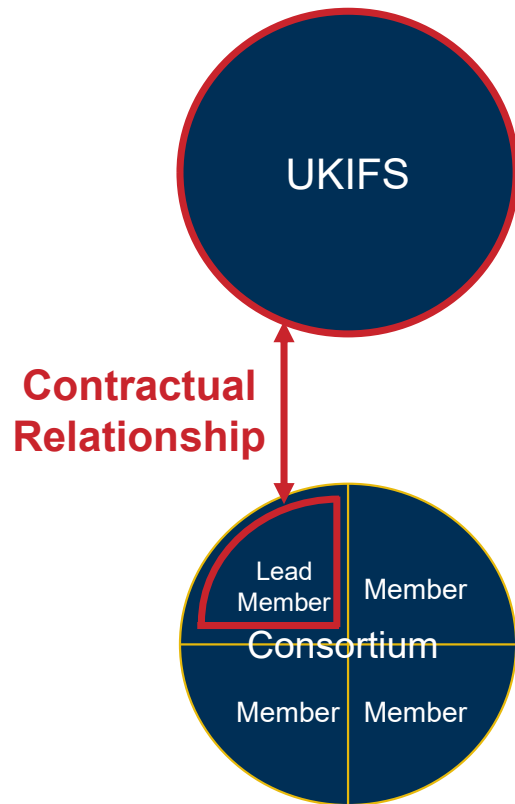 UKIFS
Contractual
Relationship
Lead
Member
Member
Consortium
Member
Member